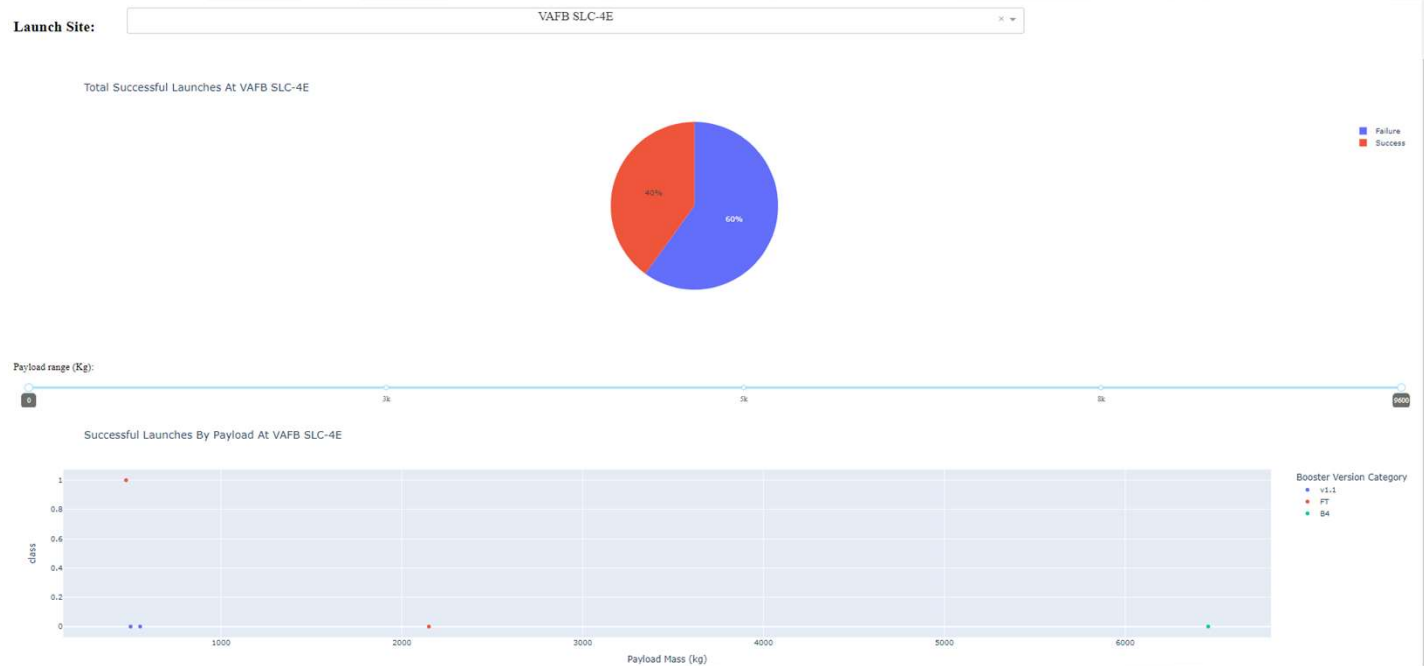 Launch Site:
VAFB SLC-4E
× 
Total Successful Launches At VAFB SLC-4E
Failure
Success
40%
60%
Payload range (Kg):
0
3k
5k
8k
9600
Successful Launches By Payload At VAFB SLC-4E
Booster Version Category
v1.1
FT
B4
1
0.8
0.6
0.4
0.2
0
class
1000 2000 3000 4000 5000 6000
Payload Mass (kg)